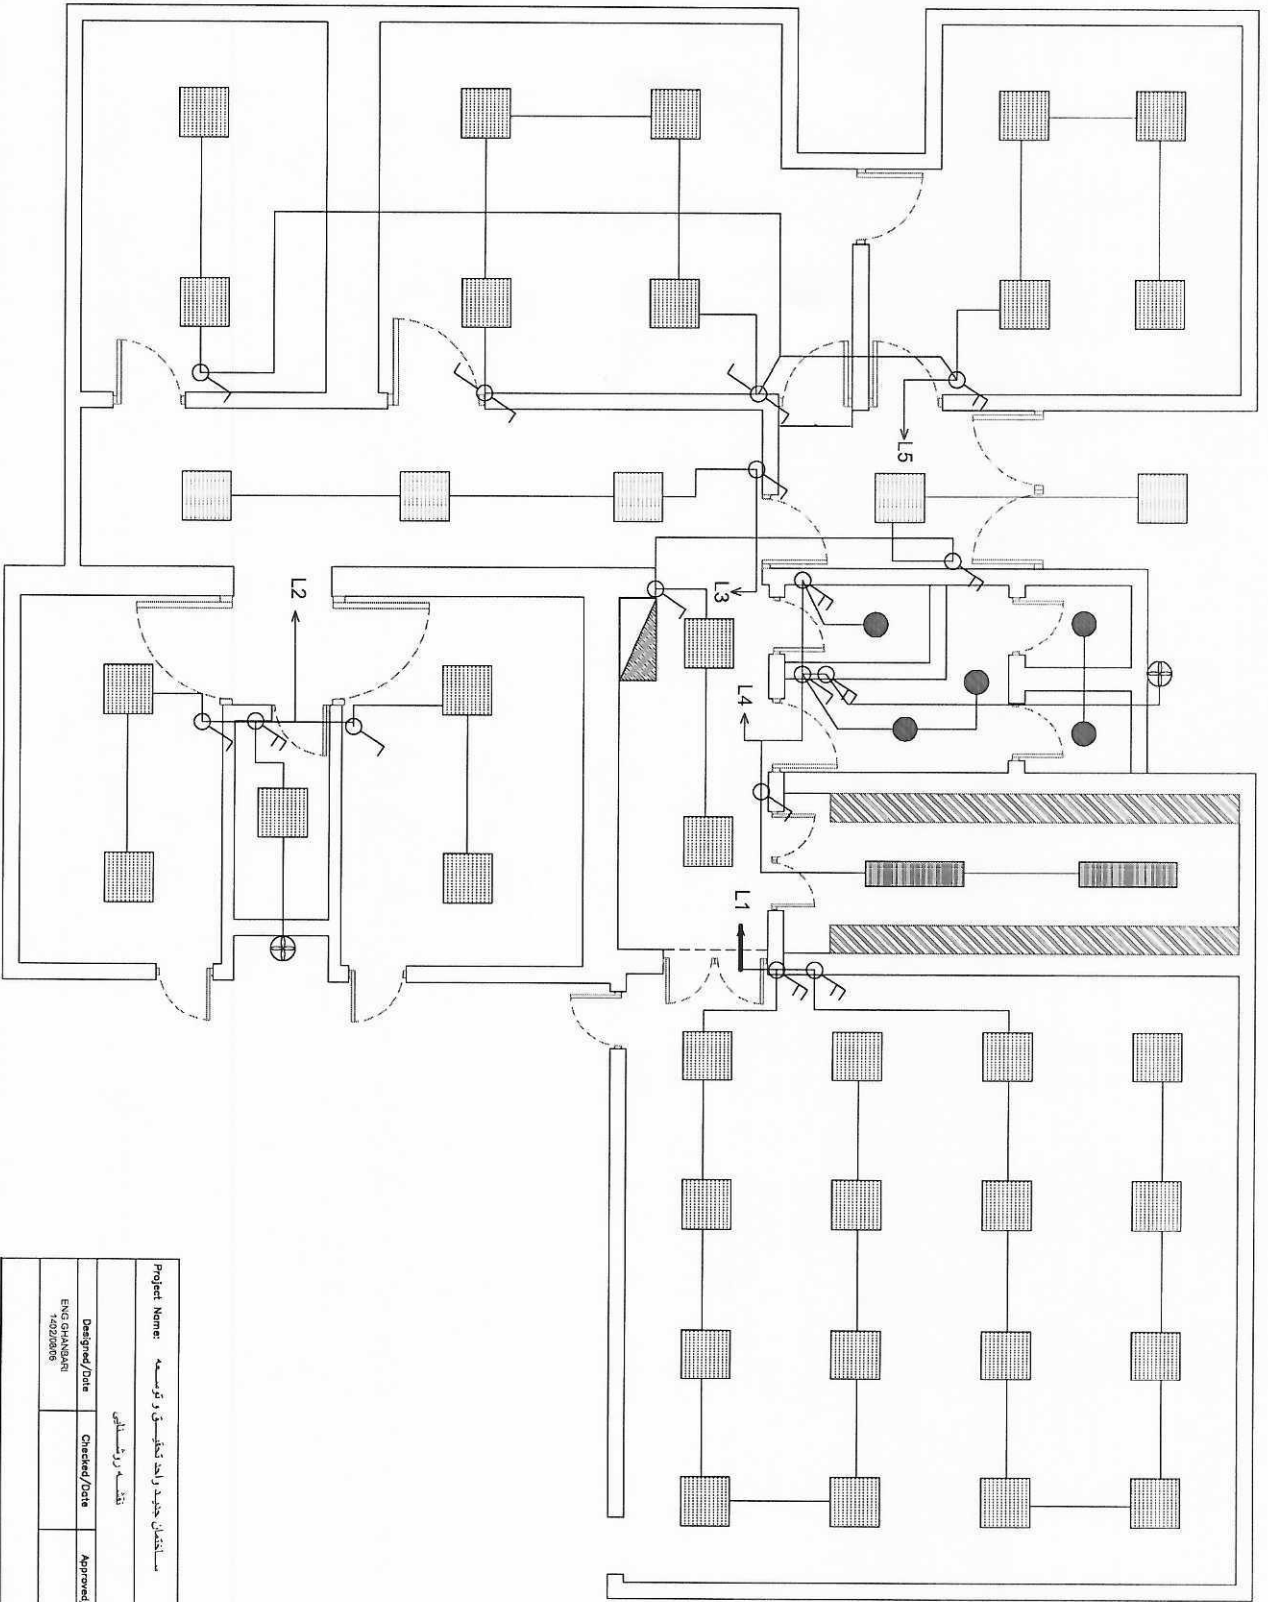 L5
L3
L2
L4
L1
Project Name: ساختمان جدید واحد تحقیق و توسعه
نقشه روشنایی
Designed/Date Checked/Date Approved
ENG.GHANBARI
1402/08/06